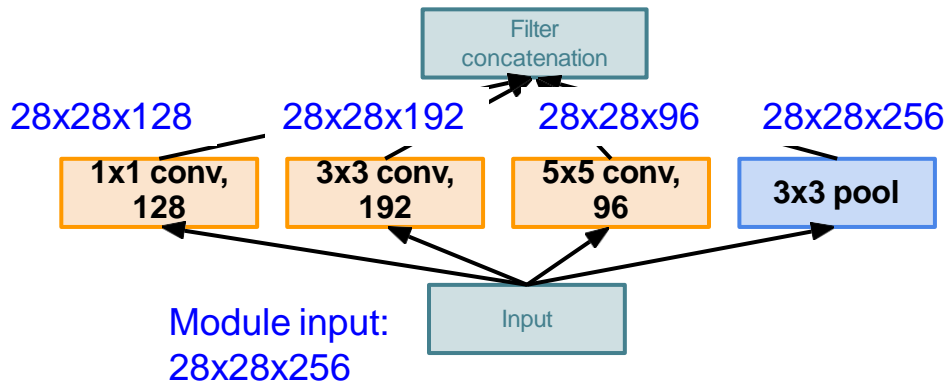 Filter
concatenation
28x28x128
28x28x192
28x28x96
28x28x256
1x1 conv,
128
3x3 conv,
192
5x5 conv,
96
3x3 pool
Input
Module input:
28x28x256